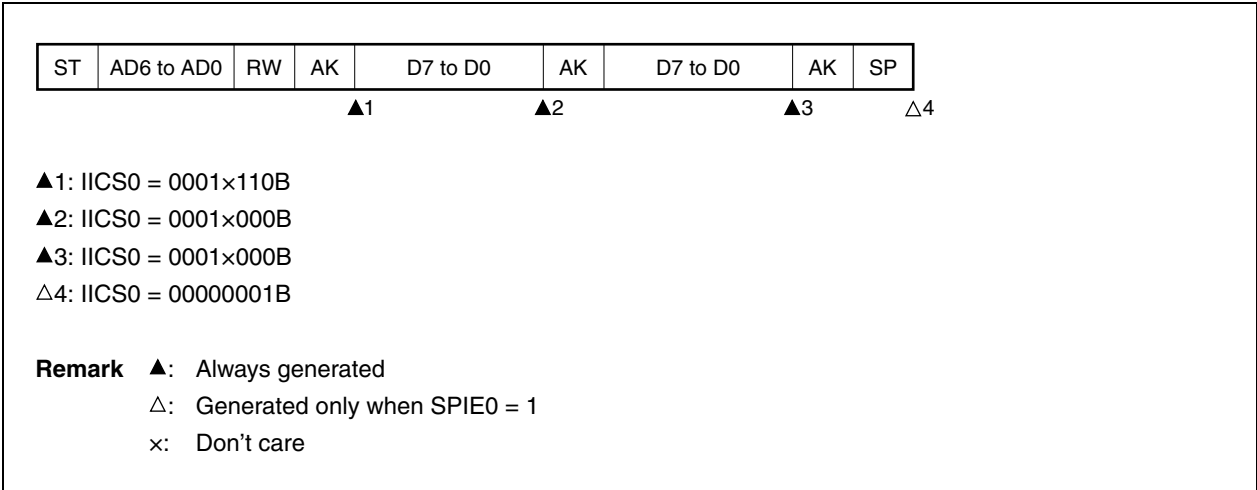 ST AD6 to AD0 RW AK D7 to D0 AK D7 to D0 AK SP
▲1 ▲2 ▲3 △4
▲1: IICS0 = 0001×110B
▲2: IICS0 = 0001×000B
▲3: IICS0 = 0001×000B
△4: IICS0 = 00000001B
Remark ▲: Always generated
△: Generated only when SPIE0 = 1
×: Don't care